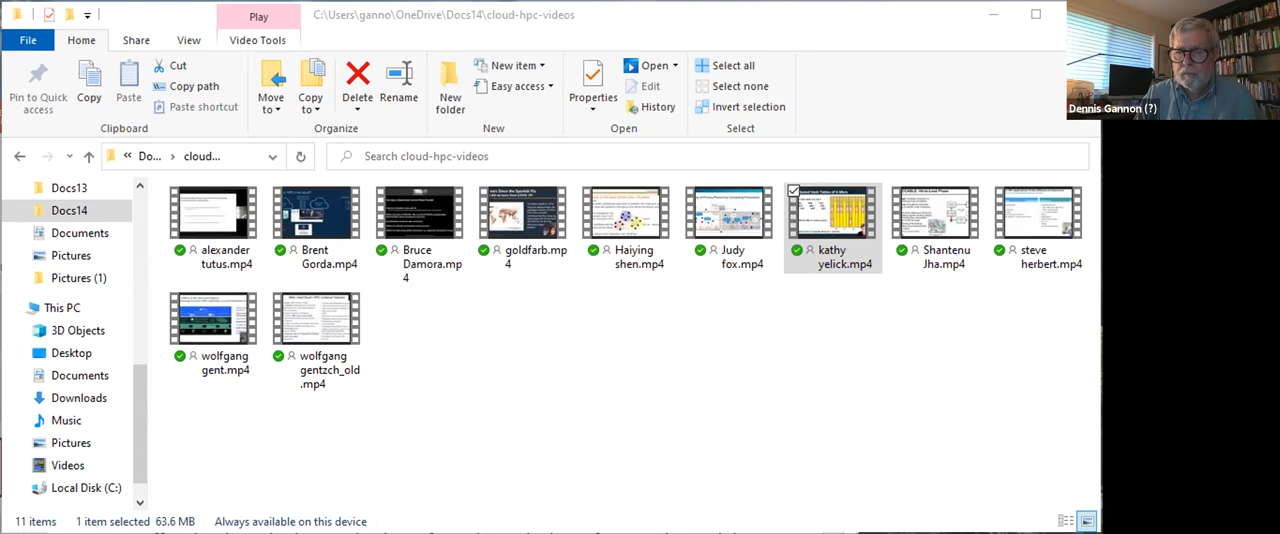 Play
C:\Users\ganno\OneDrive\Docs14\cloud-hpc-videos
File
Home
Share
View
Video Tools
Pin to Quick
access
Copy
Paste
Cut
Copy path
Paste shortcut
Clipboard
Move
to
Copy
to
Delete
Rename
Organize
New
folder
New item
Easy access
New
Properties
Open
Edit
History
Open
Select all
Select none
Invert selection
Select
Dennis Gannon (?)
« Do... › cloud...
Search cloud-hpc-videos
Docs13
Docs14
Documents
Pictures
Pictures (1)
This PC
3D Objects
Desktop
Documents
Downloads
Music
Pictures
Videos
Local Disk (C:)
alexander
tutus.mp4
Brent
Gorda.mp4
Bruce
Damora.mp
4
goldfarb.mp
4
Haiying
shen.mp4
Judy
fox.mp4
kathy
yelick.mp4
Shantenu
Jha.mp4
steve
herbert.mp4
wolfgang
gent.mp4
wolfgang
gentzch_old
.mp4
11 items
1 item selected 63.6 MB
Always available on this device